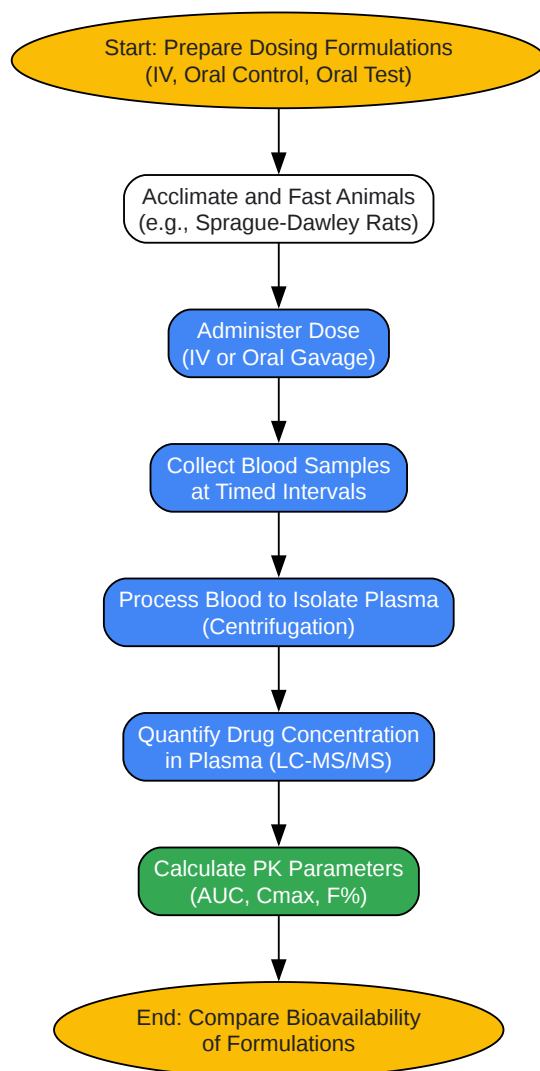 Start: Prepare Dosing Formulations
(IV, Oral Control, Oral Test)
Acclimate and Fast Animals
(e.g., Sprague-Dawley Rats)
Administer Dose
(IV or Oral Gavage)
Collect Blood Samples
at Timed Intervals
Process Blood to Isolate Plasma
(Centrifugation)
Quantify Drug Concentration
in Plasma (LC-MS/MS)
Calculate PK Parameters
(AUC, Cmax, F%)
End: Compare Bioavailability
of Formulations